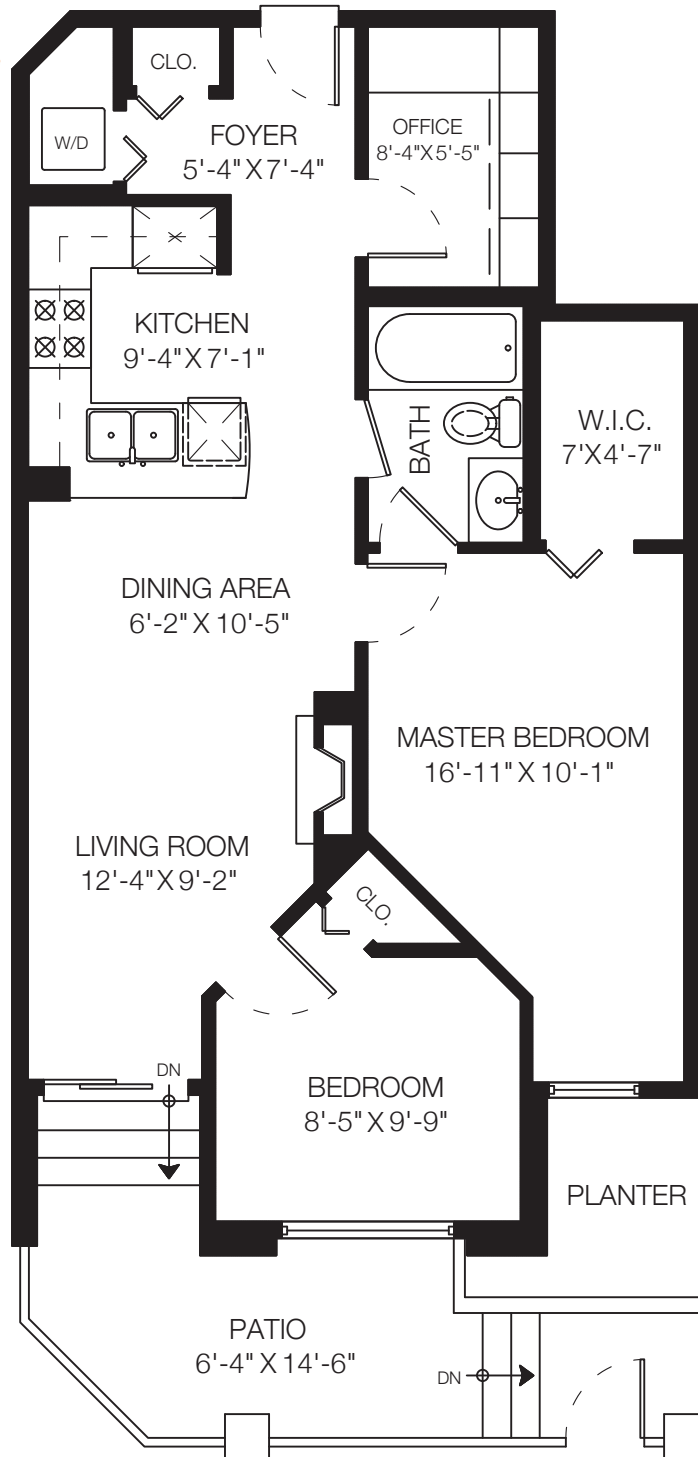 CLO.
W/D
FOYER
5'-4" X 7'-4"
OFFICE
8'-4" X 5'-5"
KITCHEN
9'-4" X 7'-1"
BATH
W.I.C.
7' X 4'-7"
DINING AREA
6'-2" X 10'-5"
MASTER BEDROOM
16'-11" X 10'-1"
LIVING ROOM
12'-4" X 9'-2"
CLO.
DN
BEDROOM
8'-5" X 9'-9"
PLANTER
PATIO
6'-4" X 14'-6"
DN